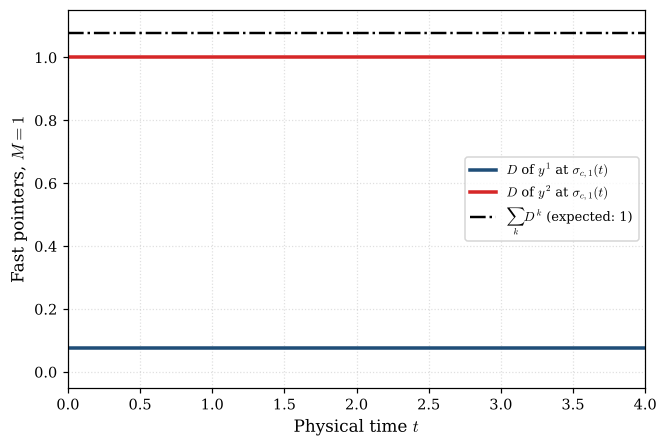 1.0
0.8
0.6
0.4
0.2
0.0
Fast pointers, M = 1
D of y¹ at σ_{c,1}(t)
D of y² at σ_{c,1}(t)
∑_k D^k (expected: 1)
0.0 0.5 1.0 1.5 2.0 2.5 3.0 3.5 4.0
Physical time t